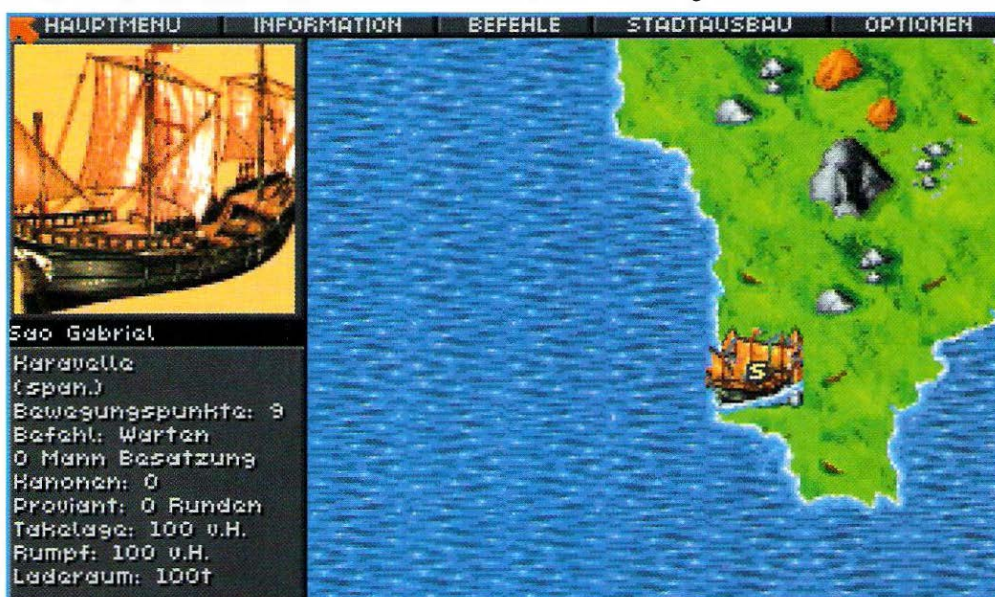 HAUPTMENU INFORMATION BEFEHLE STADTAUSBAU OPTIONEN
Sao Gabriel
Karavelle
(span.)
Bewegungspunkte: 9
Befehl: Warten
0 Mann Besatzung
Kanonen: 0
Proviant: 0 Runden
Takelage: 100 v.H.
Rumpf: 100 v.H.
Laderaum: 100t
S